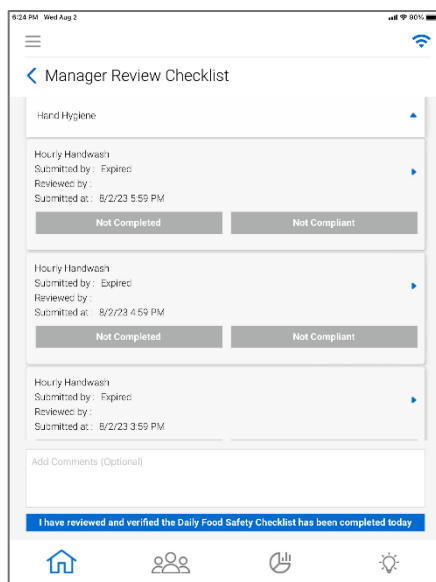 6:24 PM Wed Aug 2 90%
Manager Review Checklist
Hand Hygiene
Hourly Handwash
Submitted by : Expired
Reviewed by :
Submitted at : 8/2/23 5:59 PM
Not Completed Not Compliant
Hourly Handwash
Submitted by : Expired
Reviewed by :
Submitted at : 8/2/23 4:59 PM
Not Completed Not Compliant
Hourly Handwash
Submitted by : Expired
Reviewed by :
Submitted at : 8/2/23 3:59 PM
Add Comments (Optional)
I have reviewed and verified the Daily Food Safety Checklist has been completed today